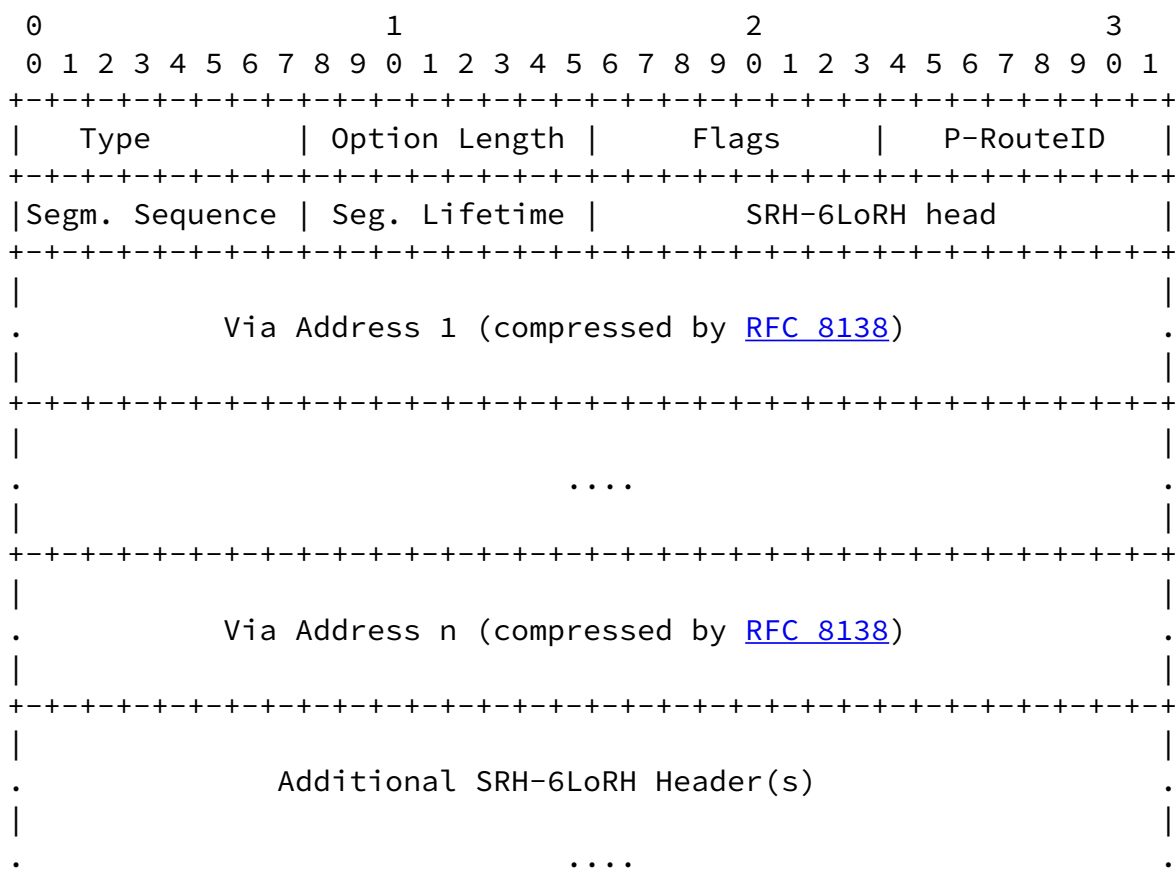 0                   1                   2                   3
 0 1 2 3 4 5 6 7 8 9 0 1 2 3 4 5 6 7 8 9 0 1 2 3 4 5 6 7 8 9 0 1
+-+-+-+-+-+-+-+-+-+-+-+-+-+-+-+-+-+-+-+-+-+-+-+-+-+-+-+-+-+-+-+-+
|   Type        | Option Length |     Flags     |   P-RouteID   |
+-+-+-+-+-+-+-+-+-+-+-+-+-+-+-+-+-+-+-+-+-+-+-+-+-+-+-+-+-+-+-+-+
|Segm. Sequence | Seg. Lifetime |        SRH-6LoRH head         |
+-+-+-+-+-+-+-+-+-+-+-+-+-+-+-+-+-+-+-+-+-+-+-+-+-+-+-+-+-+-+-+-+
|                                                               |
.           Via Address 1 (compressed by RFC 8138)              .
|                                                               |
+-+-+-+-+-+-+-+-+-+-+-+-+-+-+-+-+-+-+-+-+-+-+-+-+-+-+-+-+-+-+-+-+
|                                                               |
.                              ....                             .
|                                                               |
+-+-+-+-+-+-+-+-+-+-+-+-+-+-+-+-+-+-+-+-+-+-+-+-+-+-+-+-+-+-+-+-+
|                                                               |
.           Via Address n (compressed by RFC 8138)              .
|                                                               |
+-+-+-+-+-+-+-+-+-+-+-+-+-+-+-+-+-+-+-+-+-+-+-+-+-+-+-+-+-+-+-+-+
|                                                               |
.              Additional SRH-6LoRH Header(s)                   .
|                                                               |
.                              ....                             .